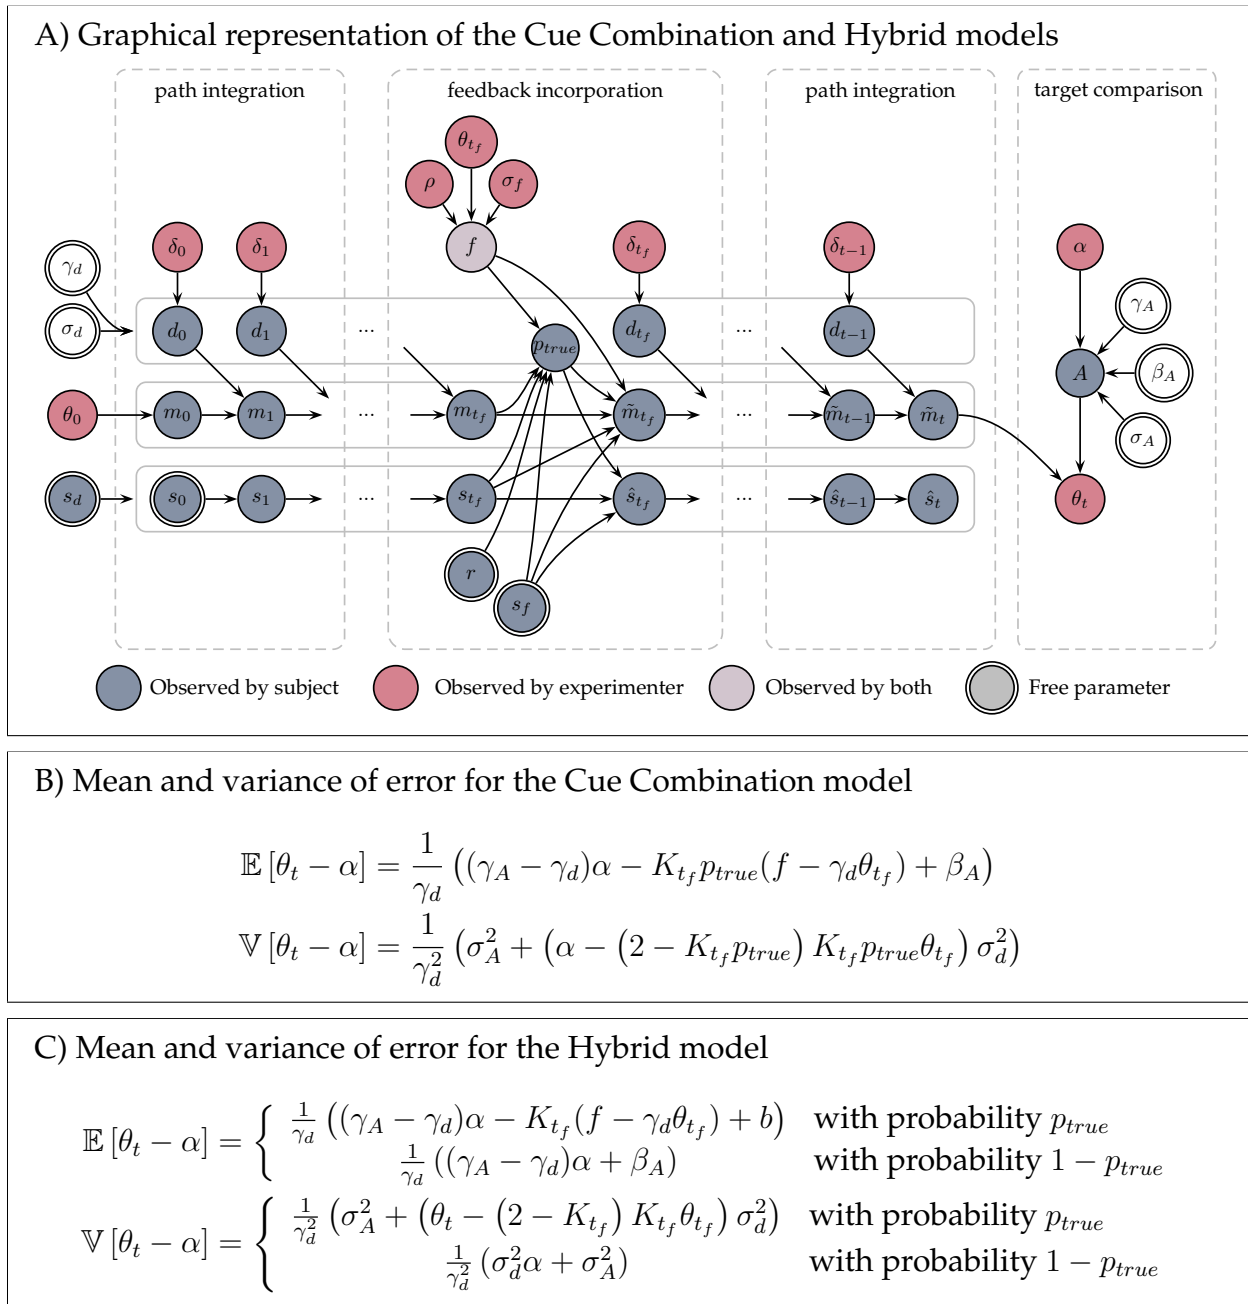 A) Graphical representation of the Cue Combination and Hybrid models
path integration feedback incorporation path integration target comparison
θ_{t_f}
ρ σ_f
δ_0 δ_1 f δ_{t_f} δ_{t−1} α
γ_d
γ_A
σ_d d_0 d_1 ... d_{t_f} ... d_{t−1}
p_{true}
A β_A
θ_0 m_0 m_1 ... m_{t_f} m̃_{t_f} ... m̃_{t−1} m̃_t
σ_A
s_d s_0 s_1 ... s_{t_f} ŝ_{t_f} ... ŝ_{t−1} ŝ_t θ_t
r
s_f
Observed by subject Observed by experimenter Observed by both Free parameter
B) Mean and variance of error for the Cue Combination model
𝔼 [θ_t − α] = \frac{1}{γ_d} ((γ_A − γ_d)α − K_{t_f} p_{true}(f − γ_d θ_{t_f}) + β_A)
𝕍 [θ_t − α] = \frac{1}{γ_d^2} (σ_A^2 + (α − (2 − K_{t_f} p_{true}) K_{t_f} p_{true} θ_{t_f}) σ_d^2)
C) Mean and variance of error for the Hybrid model
𝔼 [θ_t − α] = { \frac{1}{γ_d} ((γ_A − γ_d)α − K_{t_f}(f − γ_d θ_{t_f}) + b) with probability p_{true}
\frac{1}{γ_d} ((γ_A − γ_d)α + β_A) with probability 1 − p_{true}
𝕍 [θ_t − α] = { \frac{1}{γ_d^2} (σ_A^2 + (θ_t − (2 − K_{t_f}) K_{t_f} θ_{t_f}) σ_d^2) with probability p_{true}
\frac{1}{γ_d^2} (σ_d^2 α + σ_A^2) with probability 1 − p_{true}